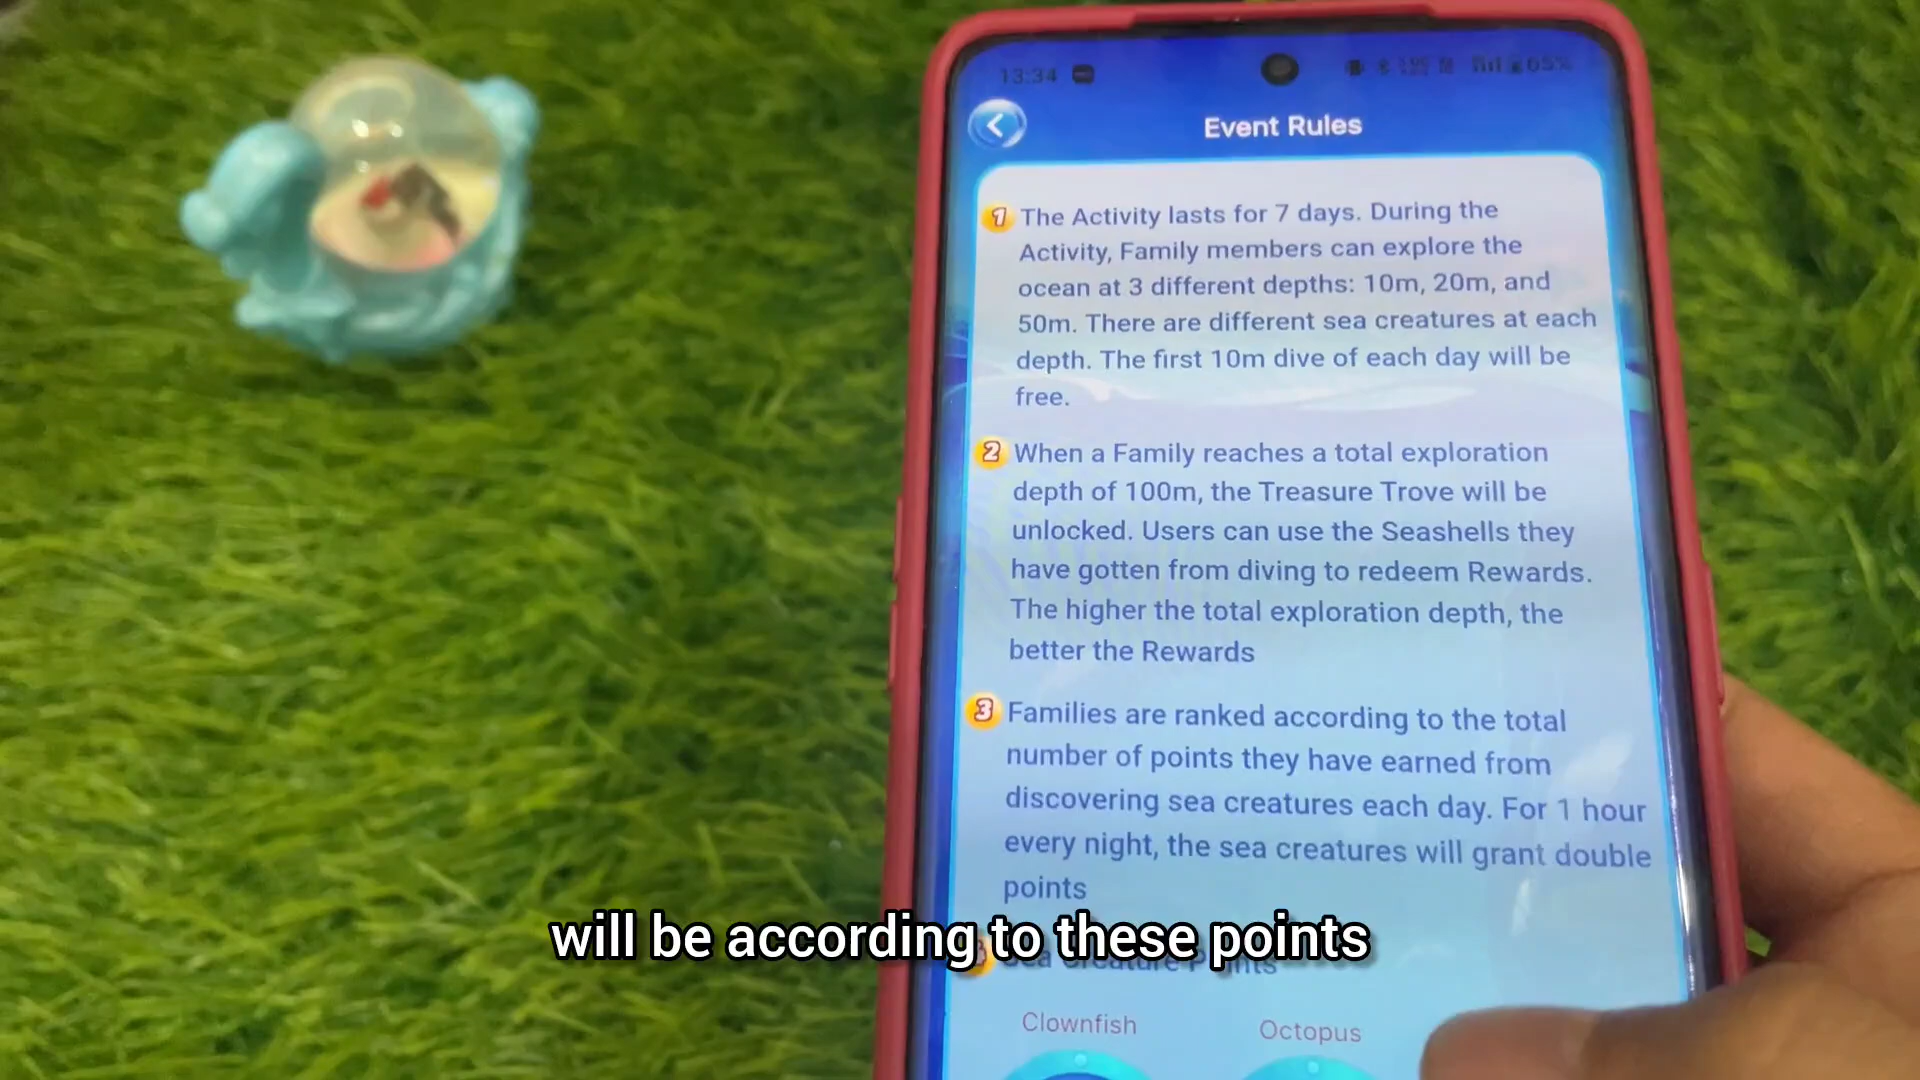 13:34
65%
Event Rules
1 The Activity lasts for 7 days. During the
Activity, Family members can explore the
ocean at 3 different depths: 10m, 20m, and
50m. There are different sea creatures at each
depth. The first 10m dive of each day will be
free.
2 When a Family reaches a total exploration
depth of 100m, the Treasure Trove will be
unlocked. Users can use the Seashells they
have gotten from diving to redeem Rewards.
The higher the total exploration depth, the
better the Rewards
3 Families are ranked according to the total
number of points they have earned from
discovering sea creatures each day. For 1 hour
every night, the sea creatures will grant double
points
will be according to these points
Sea Creature Points
Clownfish
Octopus